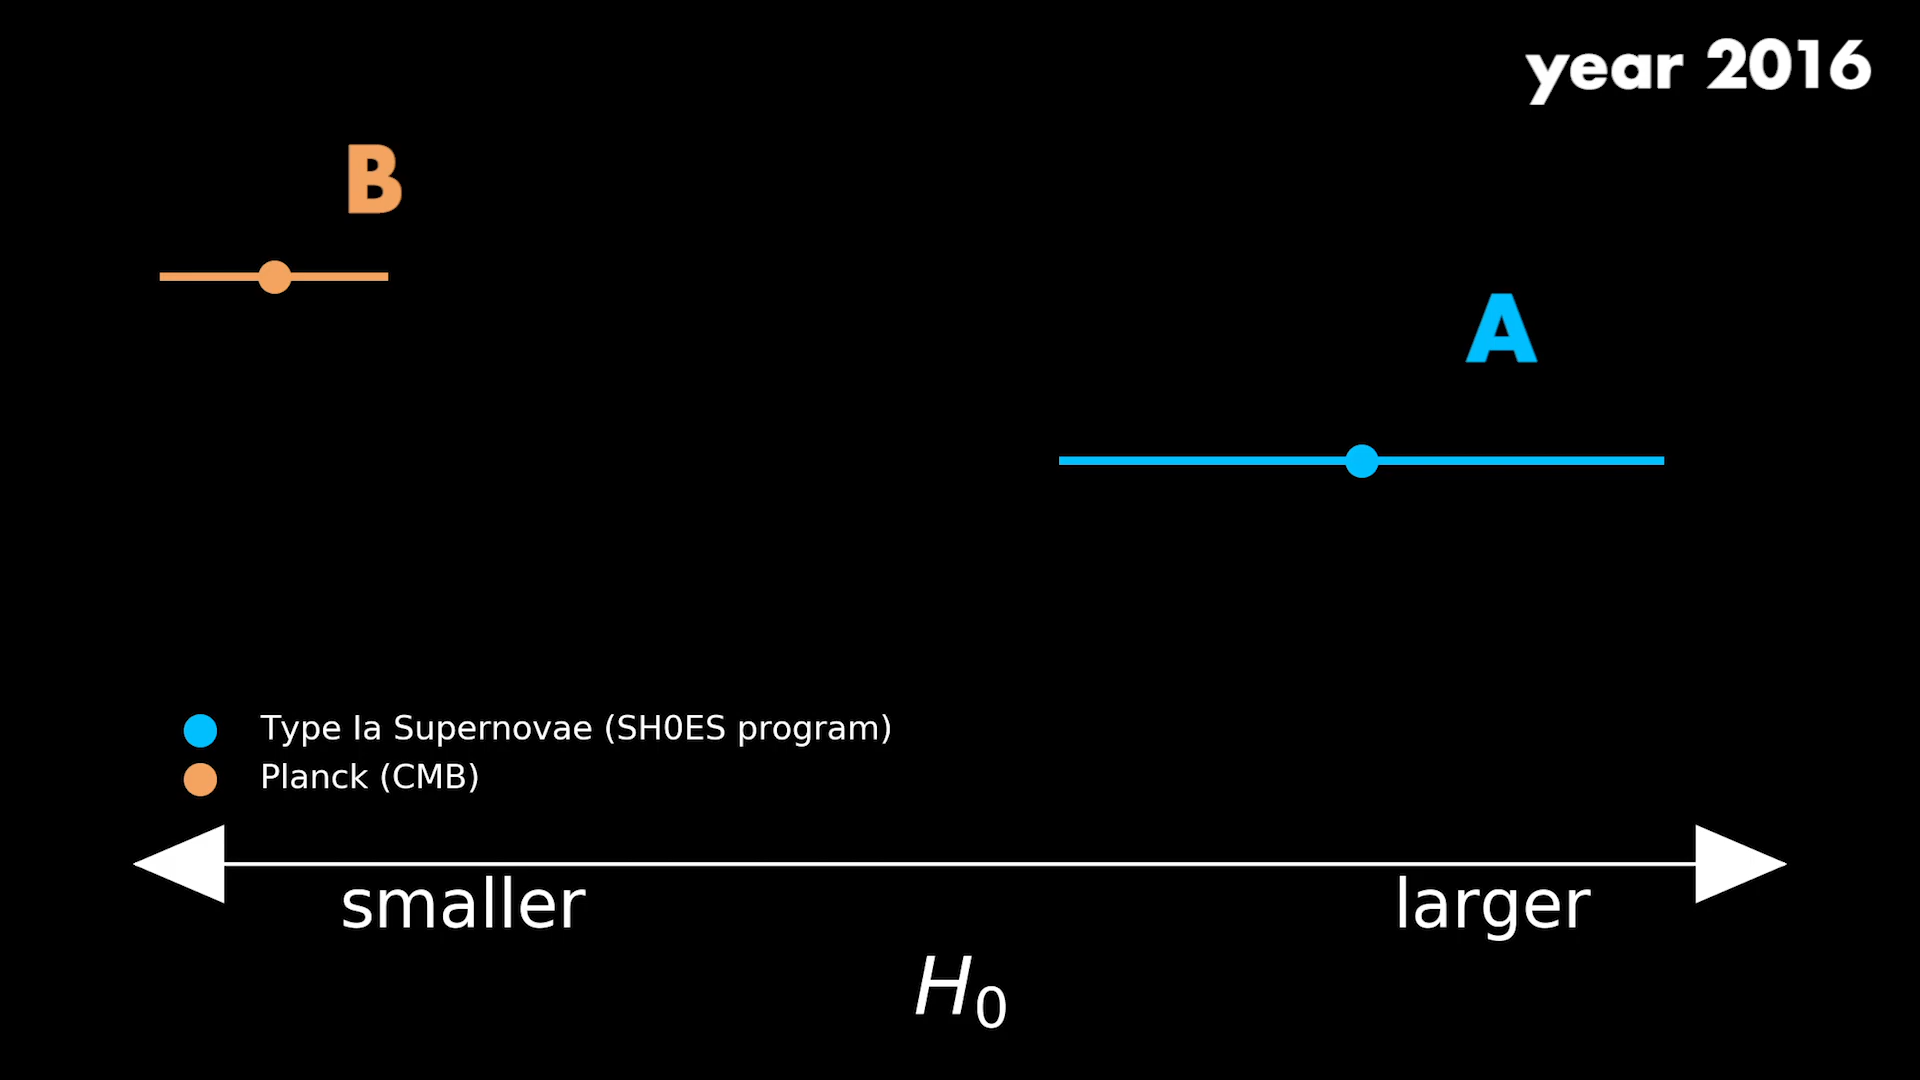 year 2016
B
A
Type Ia Supernovae (SH0ES program)
Planck (CMB)
smaller
larger
H₀